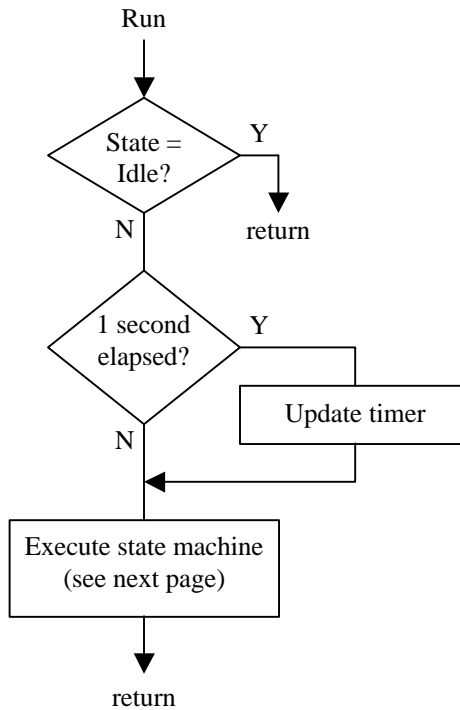 Run
State =
Idle?
Y
N
return
1 second
elapsed?
Y
N
Update timer
Execute state machine
(see next page)
return